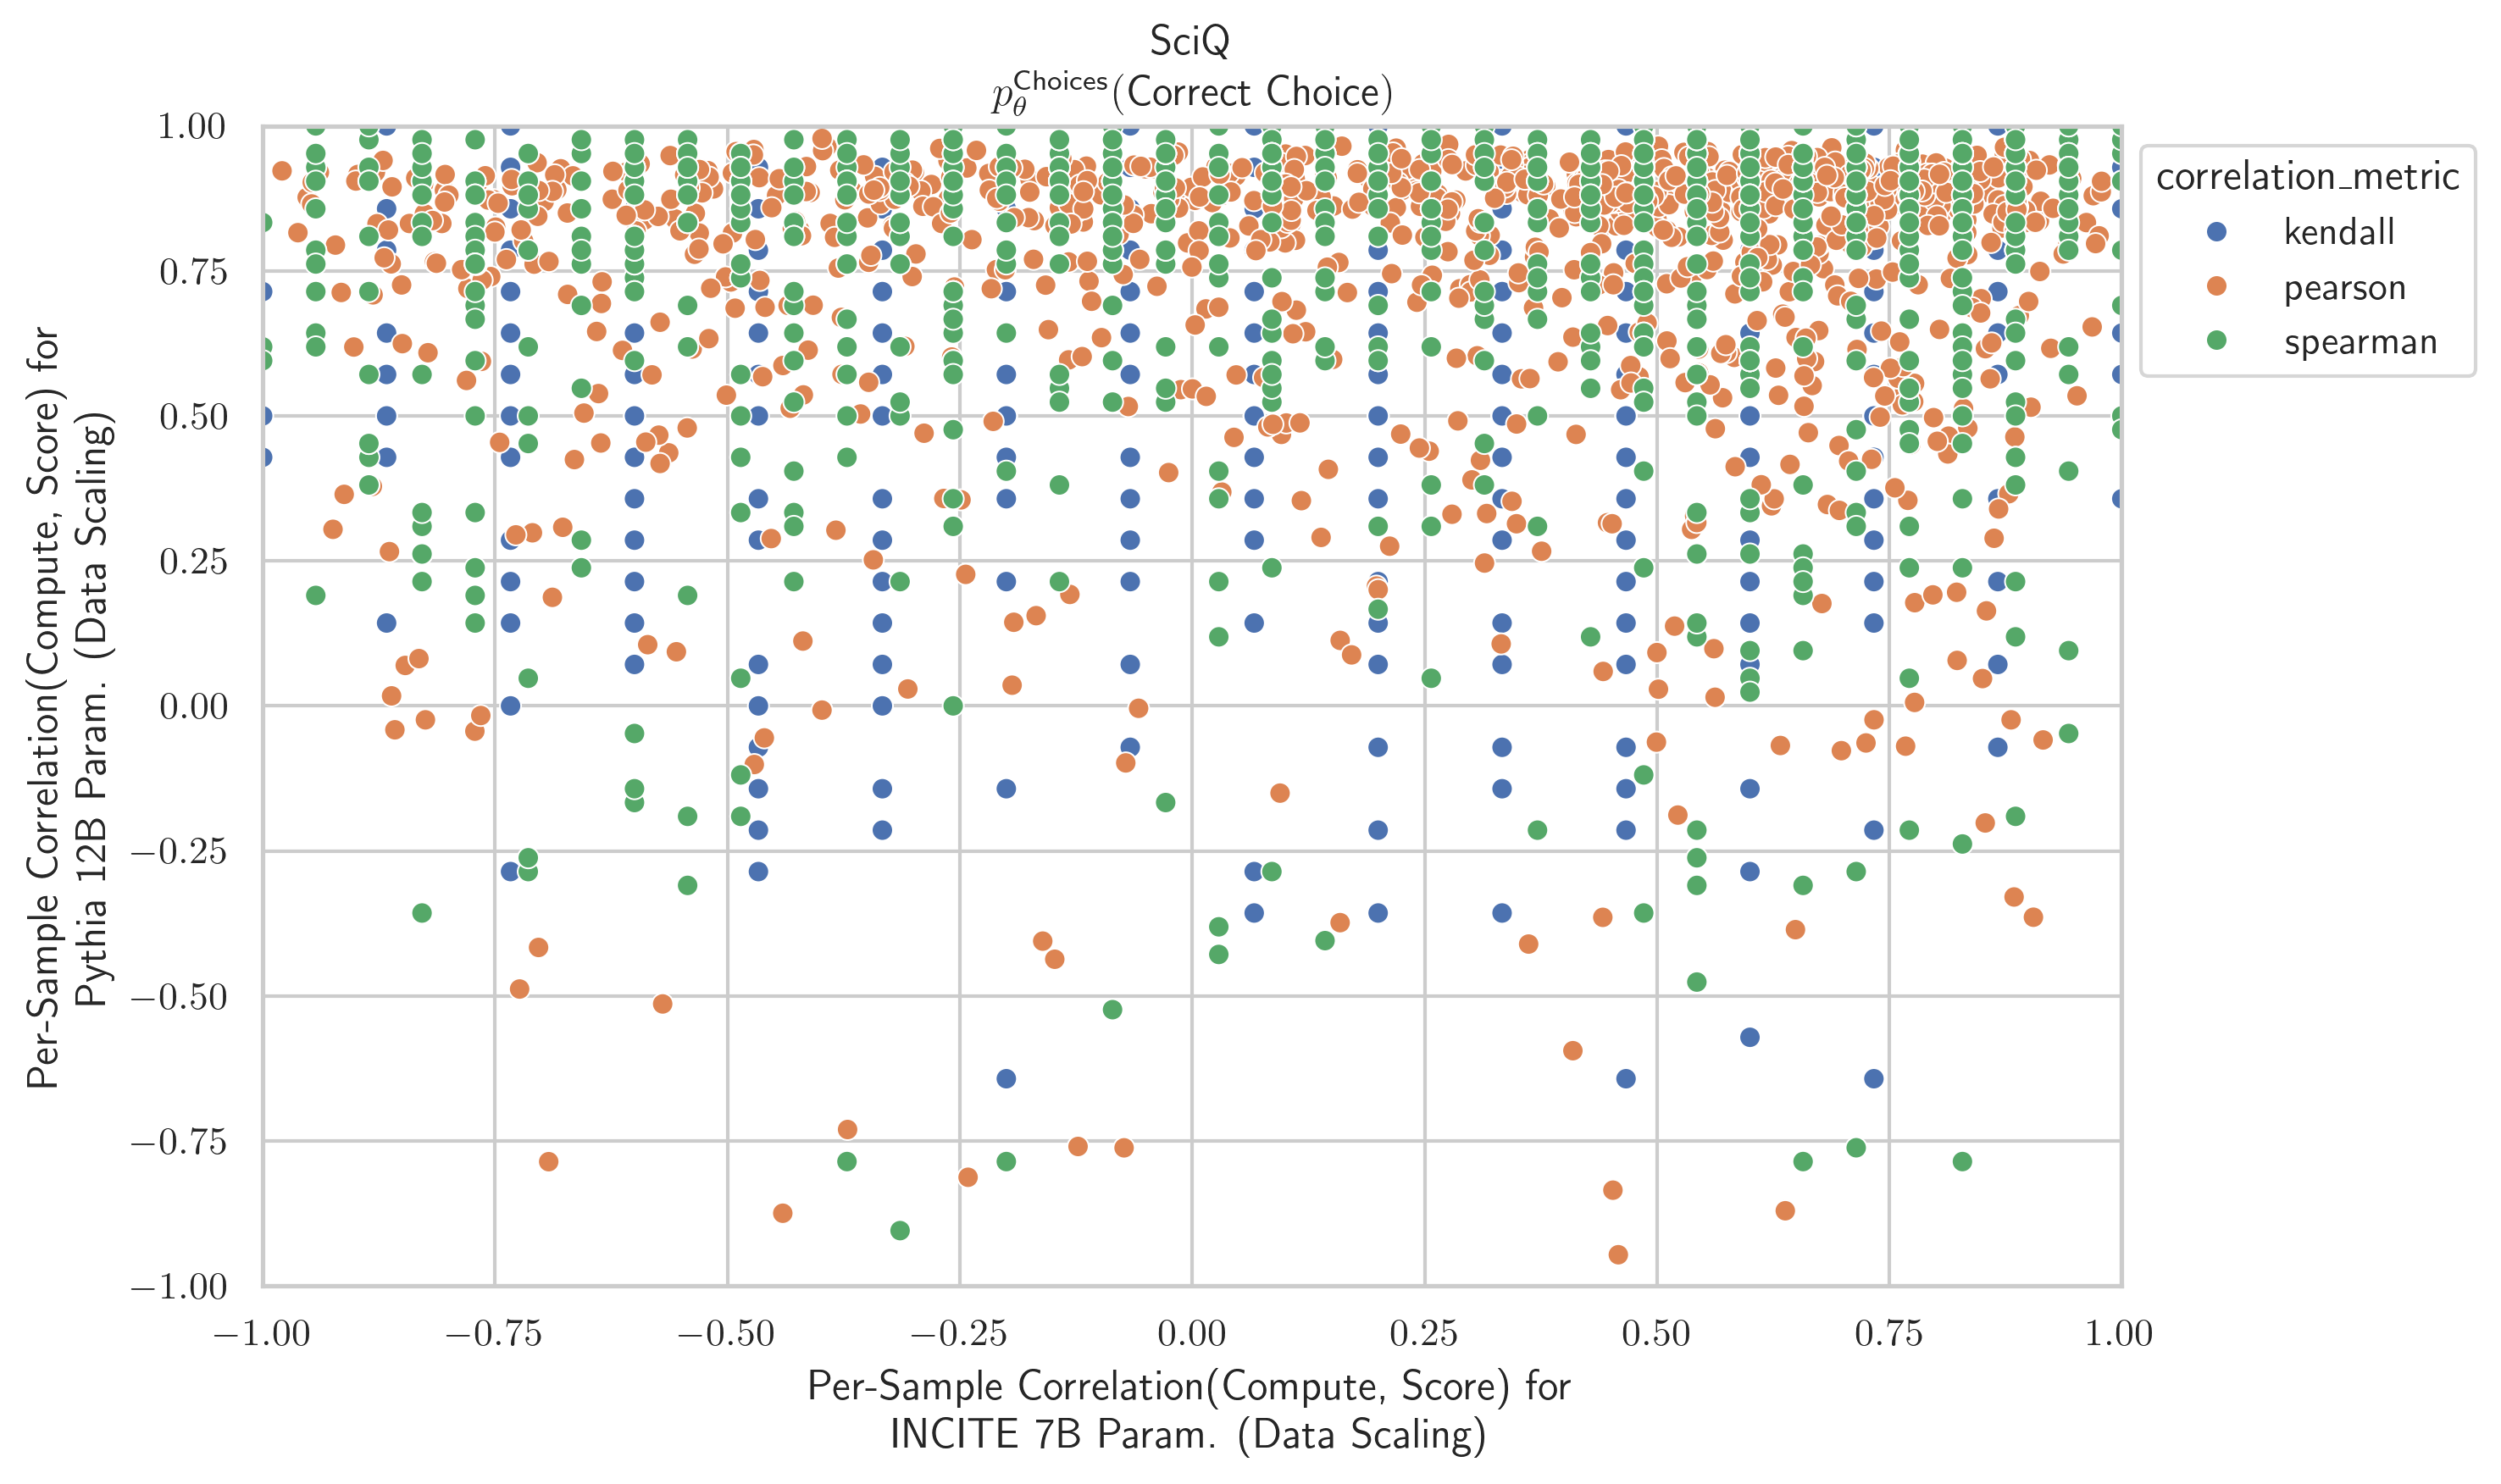 SciQ
p_θ^Choices(Correct Choice)
Per-Sample Correlation(Compute, Score) for
Pythia 12B Param. (Data Scaling)
1.00
0.75
0.50
0.25
0.00
−0.25
−0.50
−0.75
−1.00
−1.00 −0.75 −0.50 −0.25 0.00 0.25 0.50 0.75 1.00
Per-Sample Correlation(Compute, Score) for
INCITE 7B Param. (Data Scaling)
correlation_metric
kendall
pearson
spearman